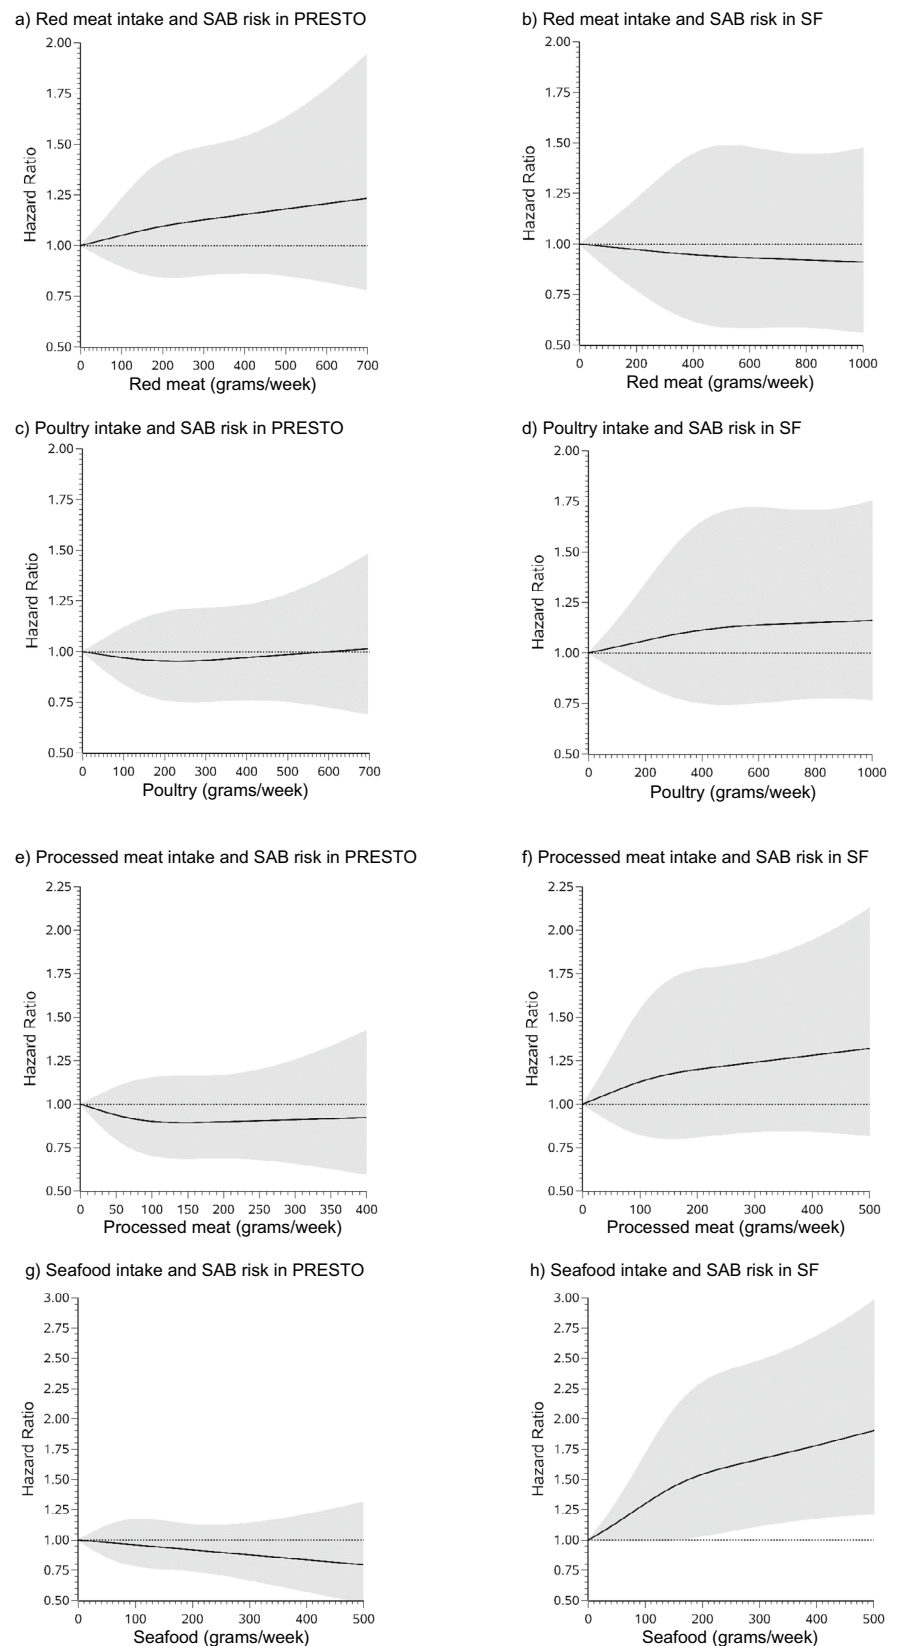 a) Red meat intake and SAB risk in PRESTO
2.00
1.75
1.50
1.25
1.00
0.75
0.50
Hazard Ratio
0 100 200 300 400 500 600 700
Red meat (grams/week)
b) Red meat intake and SAB risk in SF
2.00
1.75
1.50
1.25
1.00
0.75
0.50
Hazard Ratio
0 200 400 600 800 1000
Red meat (grams/week)
c) Poultry intake and SAB risk in PRESTO
2.00
1.75
1.50
1.25
1.00
0.75
0.50
Hazard Ratio
0 100 200 300 400 500 600 700
Poultry (grams/week)
d) Poultry intake and SAB risk in SF
2.00
1.75
1.50
1.25
1.00
0.75
0.50
Hazard Ratio
0 200 400 600 800 1000
Poultry (grams/week)
e) Processed meat intake and SAB risk in PRESTO
2.25
2.00
1.75
1.50
1.25
1.00
0.75
0.50
Hazard Ratio
0 50 100 150 200 250 300 350 400
Processed meat (grams/week)
f) Processed meat intake and SAB risk in SF
2.25
2.00
1.75
1.50
1.25
1.00
0.75
0.50
Hazard Ratio
0 100 200 300 400 500
Processed meat (grams/week)
g) Seafood intake and SAB risk in PRESTO
3.00
2.75
2.50
2.25
2.00
1.75
1.50
1.25
1.00
0.75
0.50
Hazard Ratio
0 100 200 300 400 500
Seafood (grams/week)
h) Seafood intake and SAB risk in SF
3.00
2.75
2.50
2.25
2.00
1.75
1.50
1.25
1.00
0.75
0.50
Hazard Ratio
0 100 200 300 400 500
Seafood (grams/week)